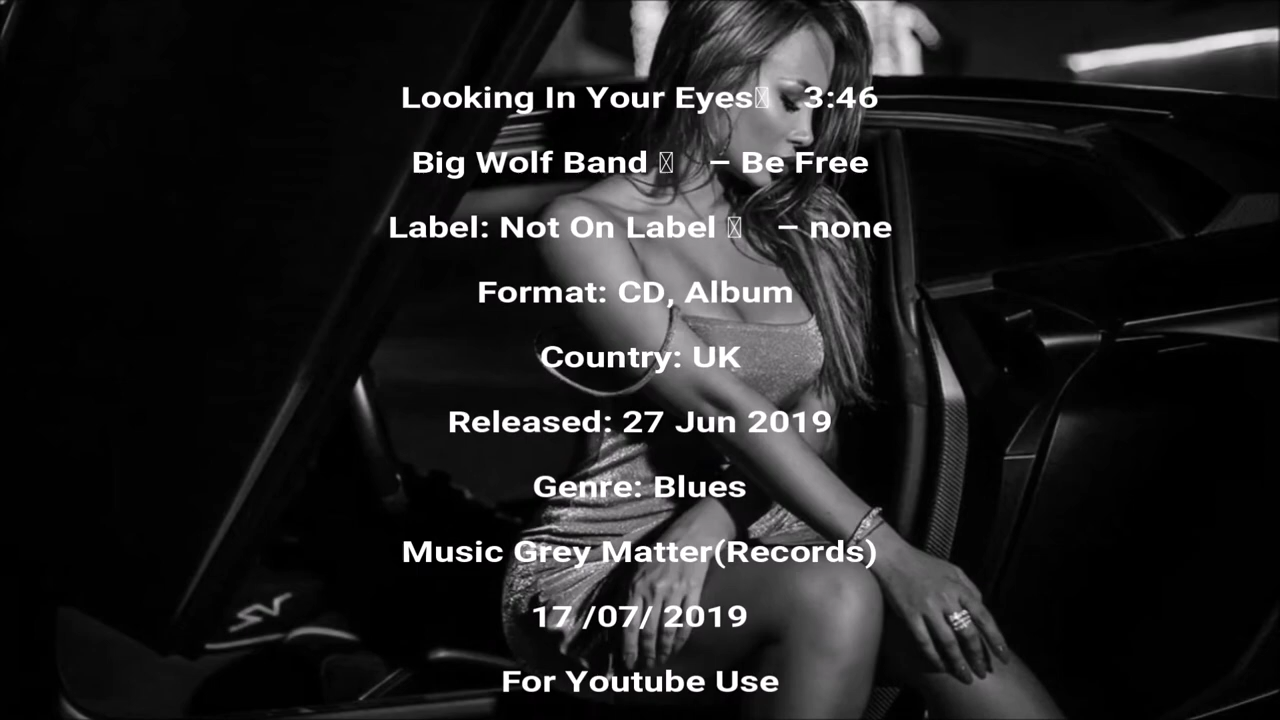 Looking In Your Eyes 3:46
Big Wolf Band – Be Free
Label: Not On Label – none
Format: CD, Album
Country: UK
Released: 27 Jun 2019
Genre: Blues
Music Grey Matter(Records)
17 /07/ 2019
For Youtube Use